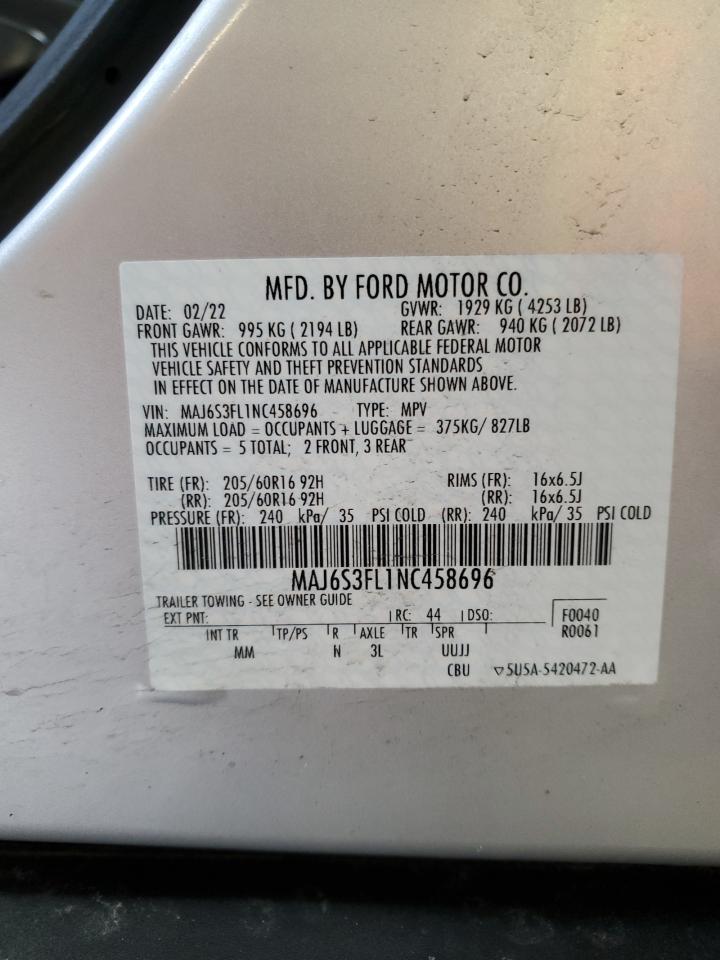 MFD. BY FORD MOTOR CO.
DATE: 02/22 GVWR: 1929 KG ( 4253 LB)
FRONT GAWR: 995 KG ( 2194 LB) REAR GAWR: 940 KG ( 2072 LB)
THIS VEHICLE CONFORMS TO ALL APPLICABLE FEDERAL MOTOR
VEHICLE SAFETY AND THEFT PREVENTION STANDARDS
IN EFFECT ON THE DATE OF MANUFACTURE SHOWN ABOVE.
VIN: MAJ6S3FL1NC458696 TYPE: MPV
MAXIMUM LOAD = OCCUPANTS + LUGGAGE = 375KG/ 827LB
OCCUPANTS = 5 TOTAL; 2 FRONT, 3 REAR
TIRE (FR): 205/60R16 92H RIMS (FR): 16x6.5J
(RR): 205/60R16 92H (RR): 16x6.5J
PRESSURE (FR): 240 kPa/ 35 PSI COLD (RR): 240 kPa/ 35 PSI COLD
MAJ6S3FL1NC458696
TRAILER TOWING - SEE OWNER GUIDE
EXT PNT: RC: 44 DSO: F0040
INT TR TP/PS R AXLE TR SPR R0061
MM N 3L UUJJ
CBU ▽5U5A-5420472-AA